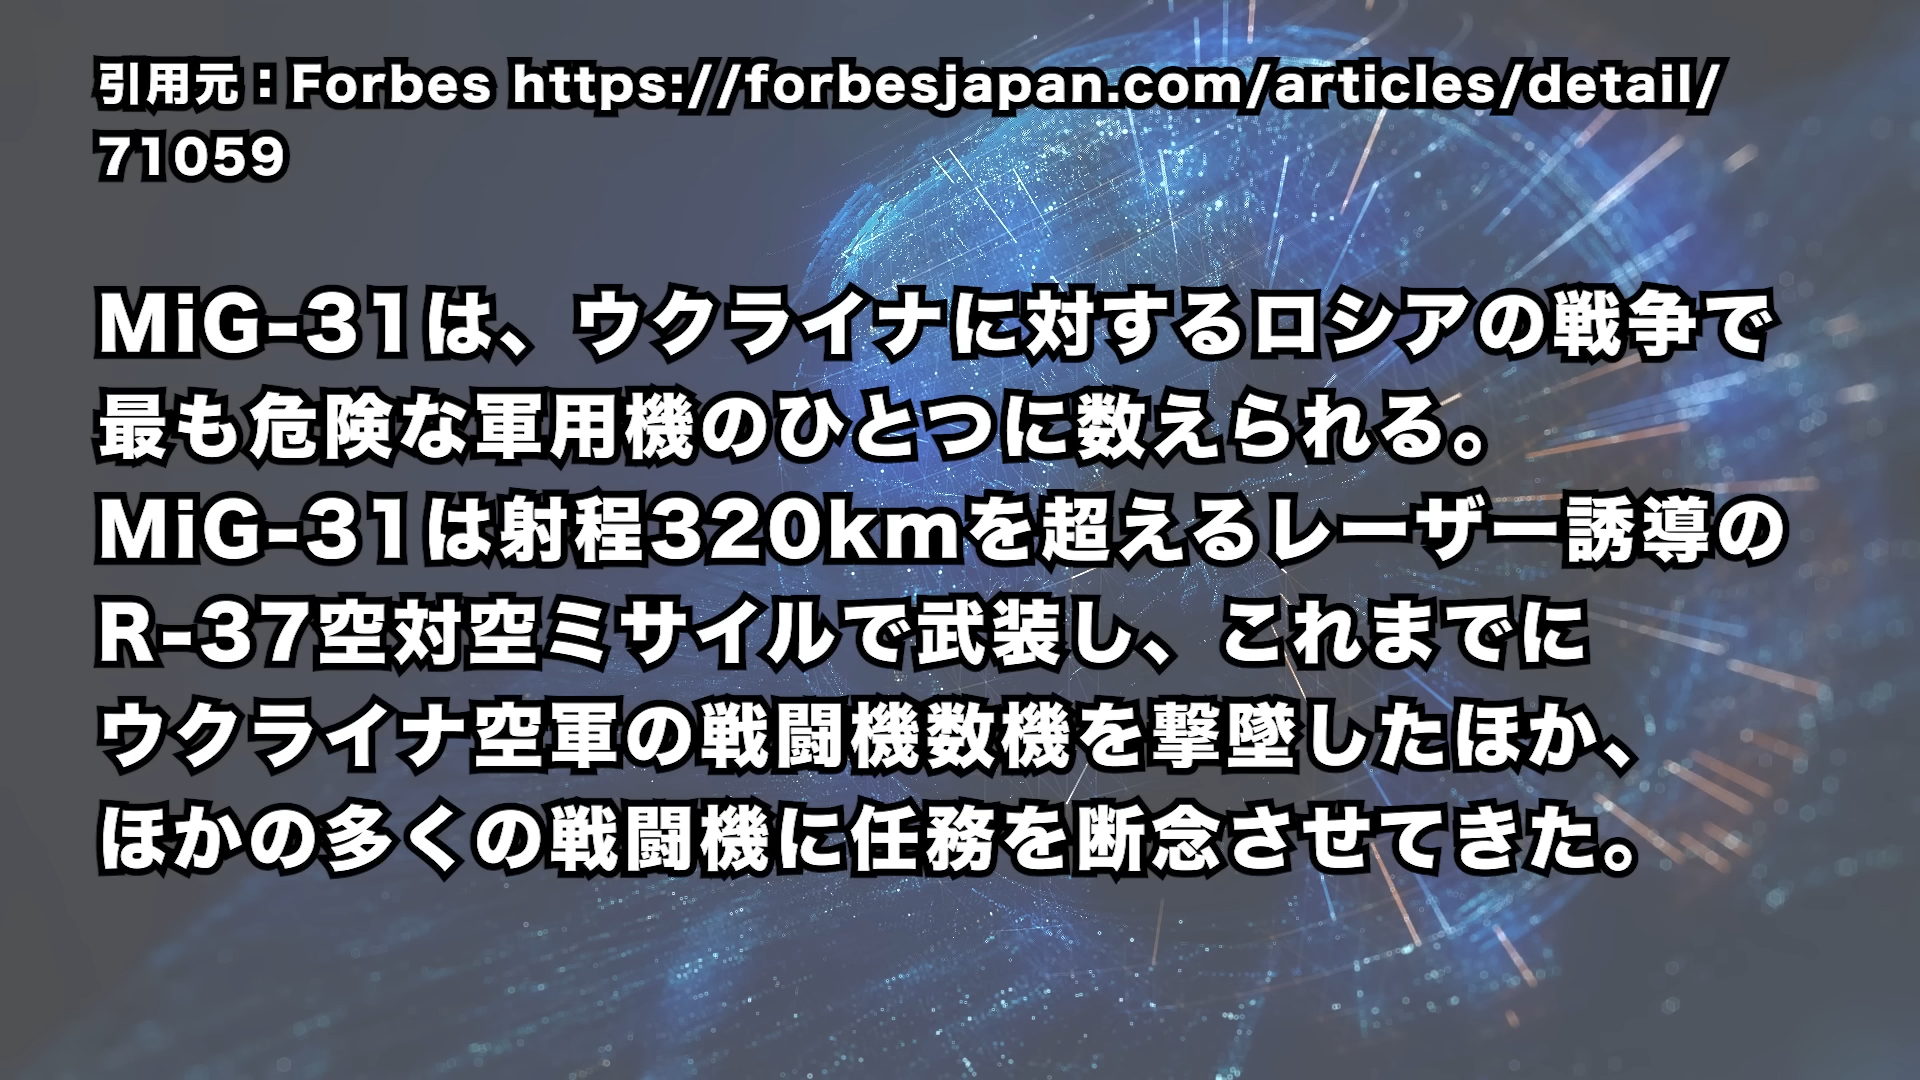 引用元：Forbes https://forbesjapan.com/articles/detail/
71059
MiG-31は、ウクライナに対するロシアの戦争で
最も危険な軍用機のひとつに数えられる。
MiG-31は射程320kmを超えるレーザー誘導の
R-37空対空ミサイルで武装し、これまでに
ウクライナ空軍の戦闘機数機を撃墜したほか、
ほかの多くの戦闘機に任務を断念させてきた。